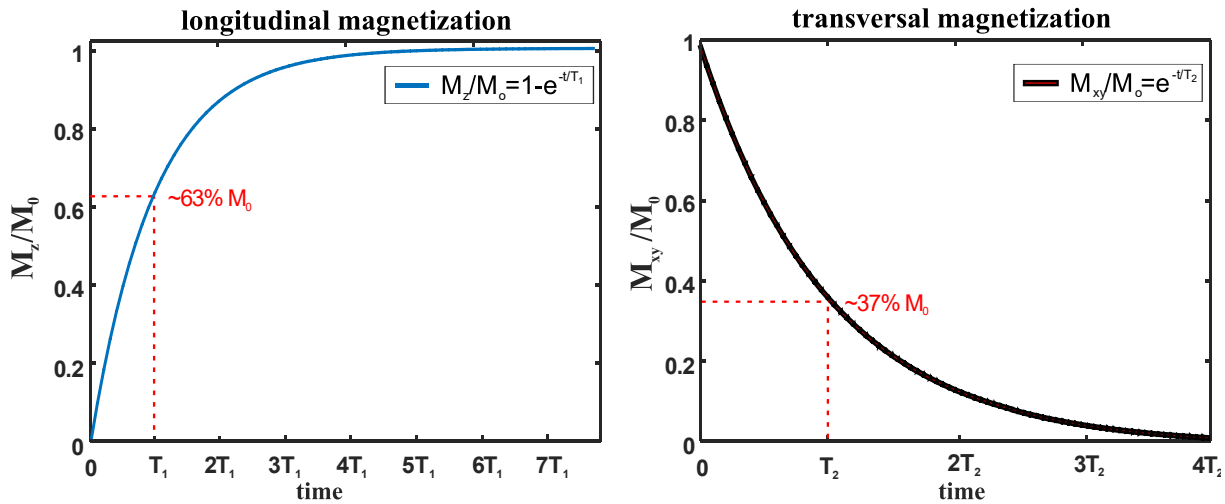 longitudinal magnetization
M_z/M_o=1-e^-t/T_1
~63% M_0
M_z/M_0
1
0.8
0.6
0.4
0.2
0
0 T_1 2T_1 3T_1 4T_1 5T_1 6T_1 7T_1
time
transversal magnetization
M_xy/M_o=e^-t/T_2
~37% M_0
M_xy/M_0
1
0.8
0.6
0.4
0.2
0
0 T_2 2T_2 3T_2 4T_2
time